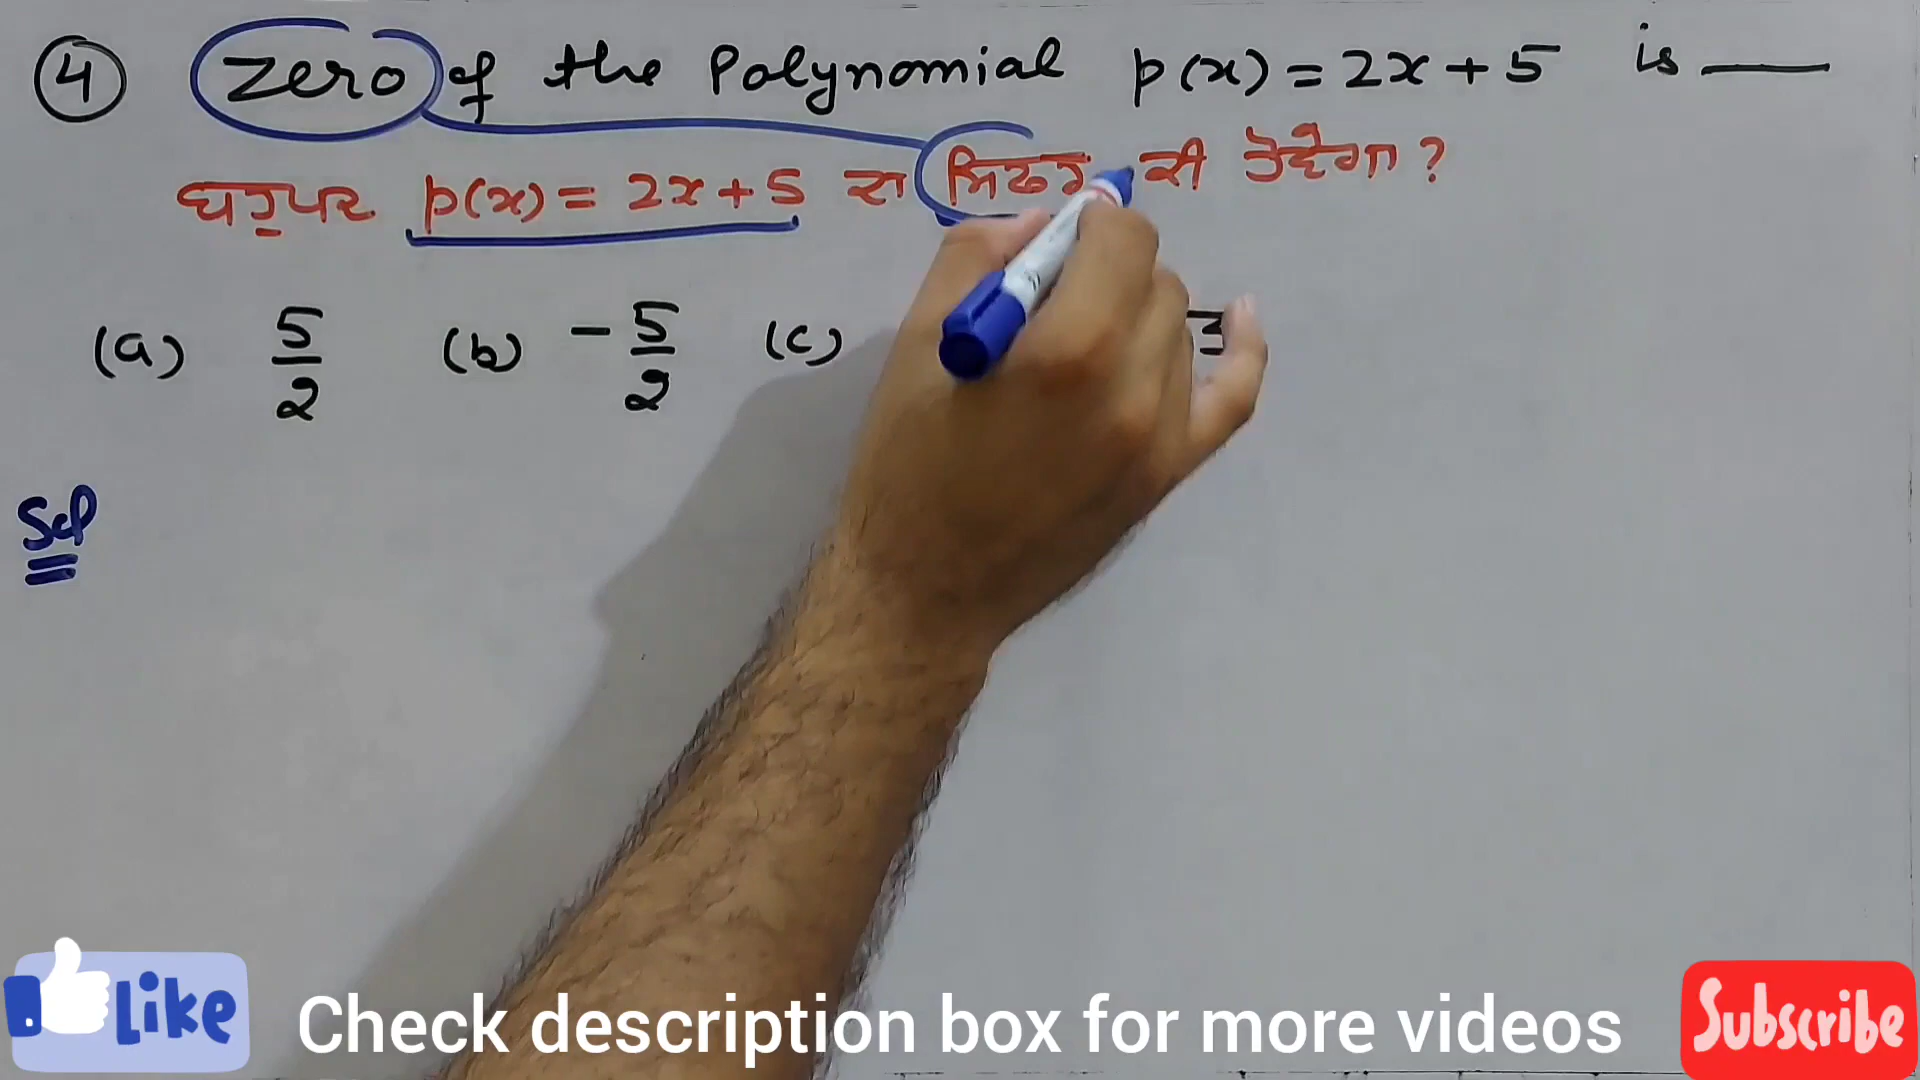 4 Zero of the Polynomial p(x) = 2x + 5 is ___
ਬਹੁਪਦ p(x) = 2x + 5 ਦਾ ਸਿਫਰ ਕੀ ਹੋਵੇਗਾ ?
(a) 5/2 (b) -5/2 (c)
Sol
Like
Check description box for more videos
Subscribe